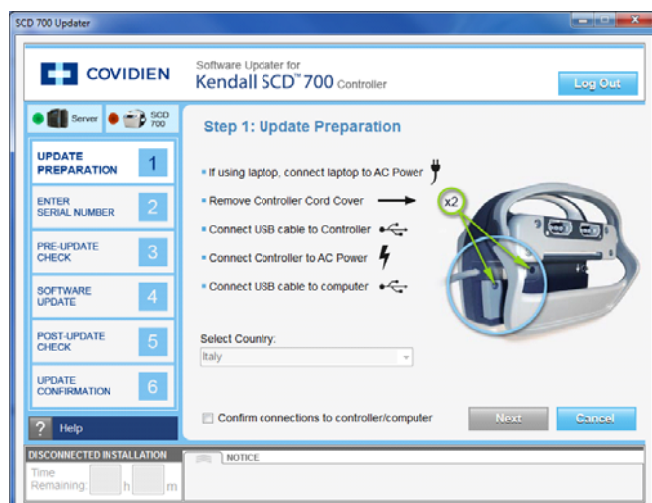 SCD 700 Updater
COVIDIEN
Software Updater for
Kendall SCD™ 700 Controller
Log Out
Server
SCD
700
Step 1: Update Preparation
UPDATE
PREPARATION
1
ENTER
SERIAL NUMBER
2
PRE-UPDATE
CHECK
3
SOFTWARE
UPDATE
4
POST-UPDATE
CHECK
5
UPDATE
CONFIRMATION
6
? Help
If using laptop, connect laptop to AC Power
Remove Controller Cord Cover
x2
Connect USB cable to Controller
Connect Controller to AC Power
Connect USB cable to computer
Select Country:
Italy
Confirm connections to controller/computer
Next
Cancel
DISCONNECTED INSTALLATION
Time
Remaining: h m
NOTICE